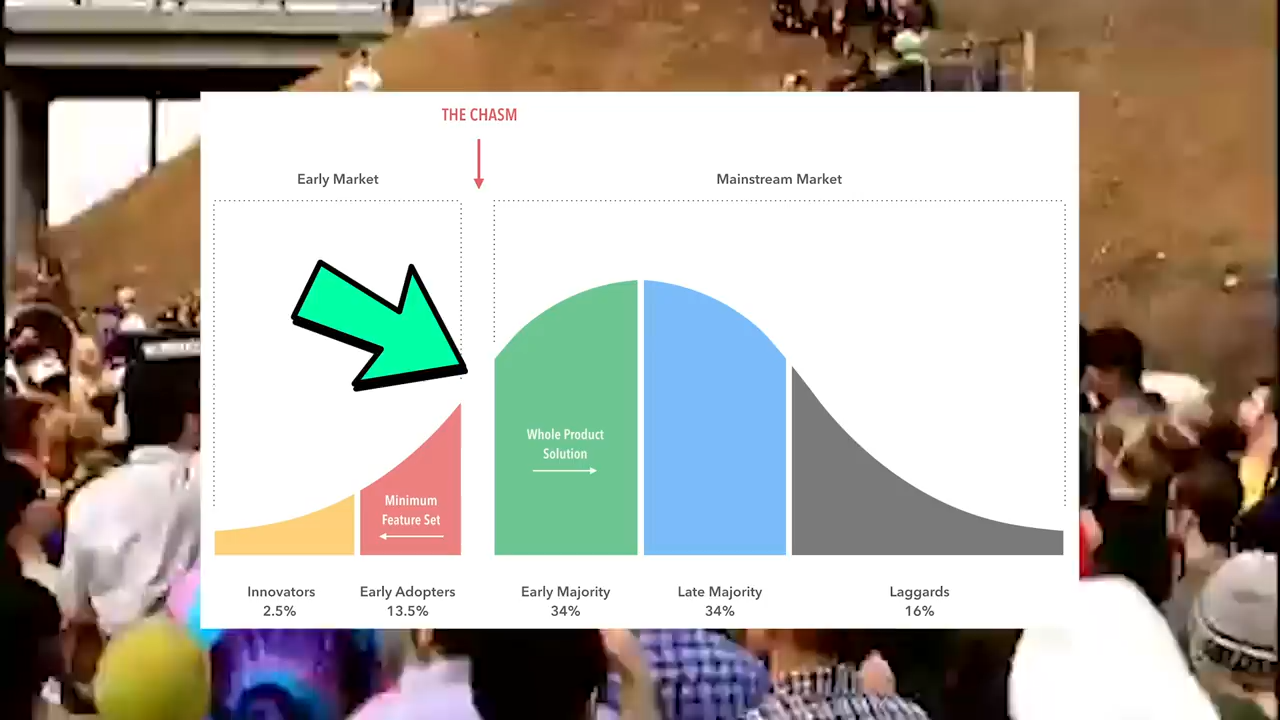 THE CHASM
Early Market
Mainstream Market
Whole Product
Solution
Minimum
Feature Set
Innovators
2.5%
Early Adopters
13.5%
Early Majority
34%
Late Majority
34%
Laggards
16%